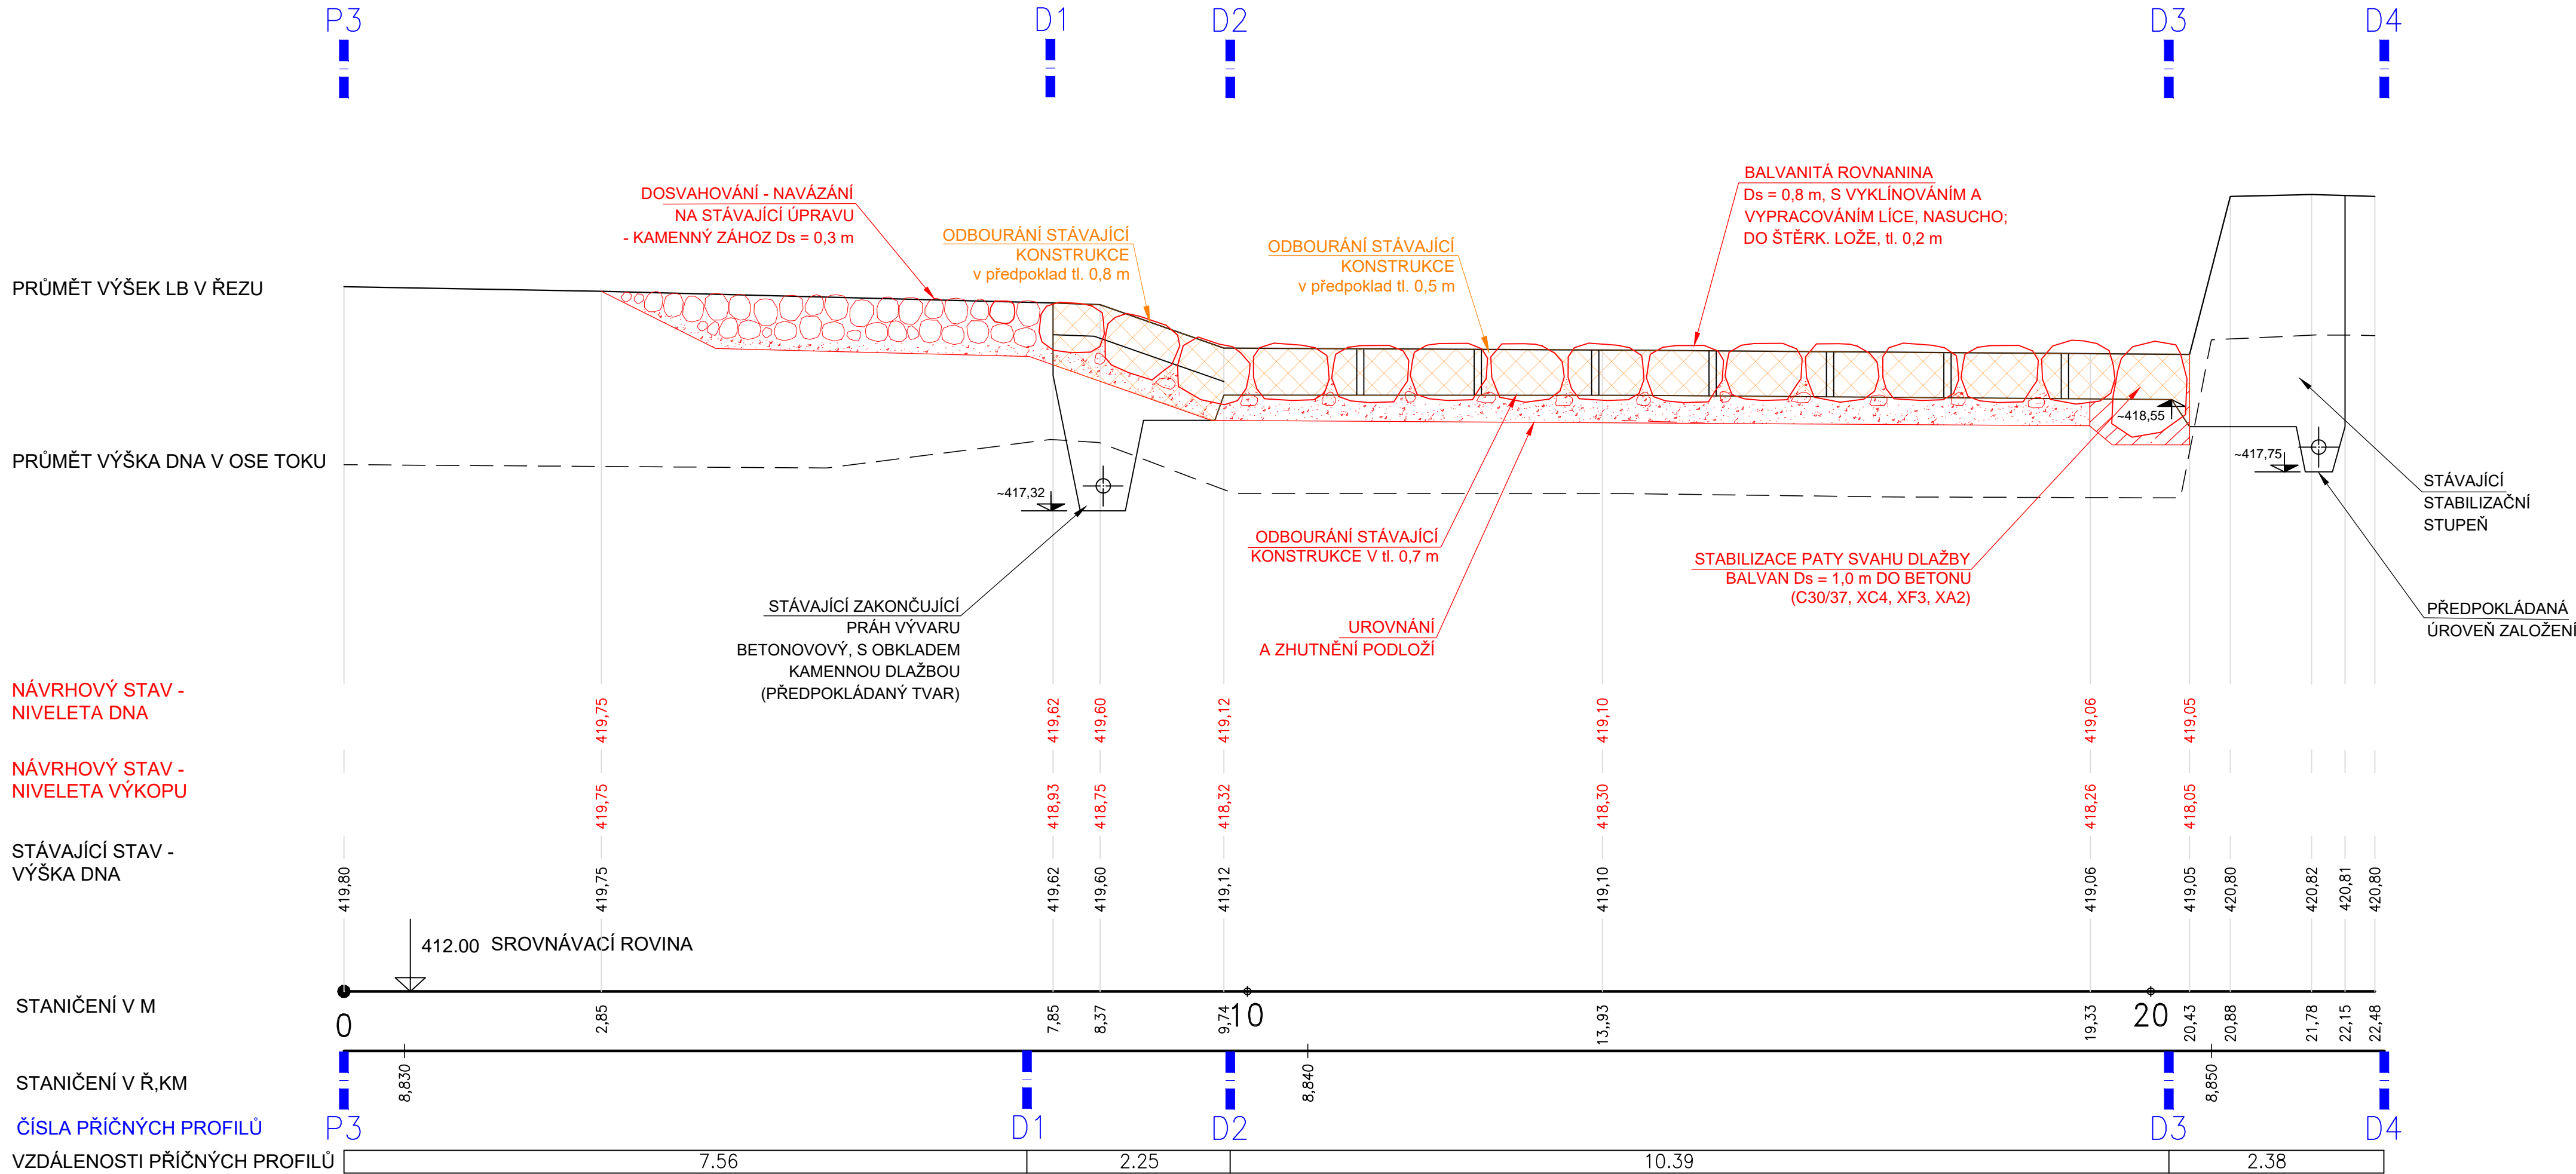 P3 D1 D2 D3 D4
DOSVAHOVÁNÍ - NAVÁZÁNÍ
NA STÁVAJÍCÍ ÚPRAVU
- KAMENNÝ ZÁHOZ Ds = 0,3 m
ODBOURÁNÍ STÁVAJÍCÍ
KONSTRUKCE
v předpoklad tl. 0,8 m
ODBOURÁNÍ STÁVAJÍCÍ
KONSTRUKCE
v předpoklad tl. 0,5 m
BALVANITÁ ROVNANINA
Ds = 0,8 m, S VYKLÍNOVÁNÍM A
VYPRACOVÁNÍM LÍCE, NASUCHO;
DO ŠTĚRK. LOŽE, tl. 0,2 m
PRŮMĚT VÝŠEK LB V ŘEZU
PRŮMĚT VÝŠKA DNA V OSE TOKU
~417,32
~418,55
~417,75
STÁVAJÍCÍ
STABILIZAČNÍ
STUPEŇ
ODBOURÁNÍ STÁVAJÍCÍ
KONSTRUKCE V tl. 0,7 m
STABILIZACE PATY SVAHU DLAŽBY
BALVAN Ds = 1,0 m DO BETONU
(C30/37, XC4, XF3, XA2)
STÁVAJÍCÍ ZAKONČUJÍCÍ
PRÁH VÝVARU
BETONOVOVÝ, S OBKLADEM
KAMENNOU DLAŽBOU
(PŘEDPOKLÁDANÝ TVAR)
UROVNÁNÍ
A ZHUTNĚNÍ PODLOŽÍ
PŘEDPOKLÁDANÁ
ÚROVEŇ ZALOŽENÍ
NÁVRHOVÝ STAV -
NIVELETA DNA
419,75 419,62 419,60 419,12 419,10 419,06 419,05
NÁVRHOVÝ STAV -
NIVELETA VÝKOPU
419,75 418,93 418,75 418,32 418,30 418,26 418,05
STÁVAJÍCÍ STAV -
VÝŠKA DNA
419,80 419,75 419,62 419,60 419,12 419,10 419,06 419,05 420,80 420,82 420,81 420,80
412.00 SROVNÁVACÍ ROVINA
STANIČENÍ V M
0 2,85 7,85 8,37 9,74 10 13,,93 19,33 20 20,43 20,88 21,78 22,15 22,48
STANIČENÍ V Ř,KM
8,830 8,840 8,850
ČÍSLA PŘÍČNÝCH PROFILŮ
P3 D1 D2 D3 D4
VZDÁLENOSTI PŘÍČNÝCH PROFILŮ
7.56 2.25 10.39 2.38